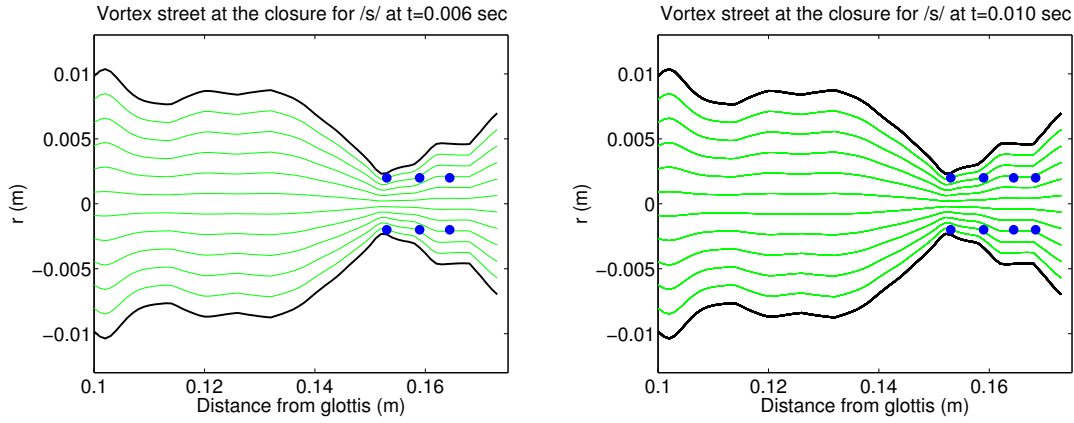 Vortex street at the closure for /s/ at t=0.006 sec
0.01
0.005
0
−0.005
−0.01
r (m)
0.1 0.12 0.14 0.16
Distance from glottis (m)
Vortex street at the closure for /s/ at t=0.010 sec
0.01
0.005
0
−0.005
−0.01
r (m)
0.1 0.12 0.14 0.16
Distance from glottis (m)